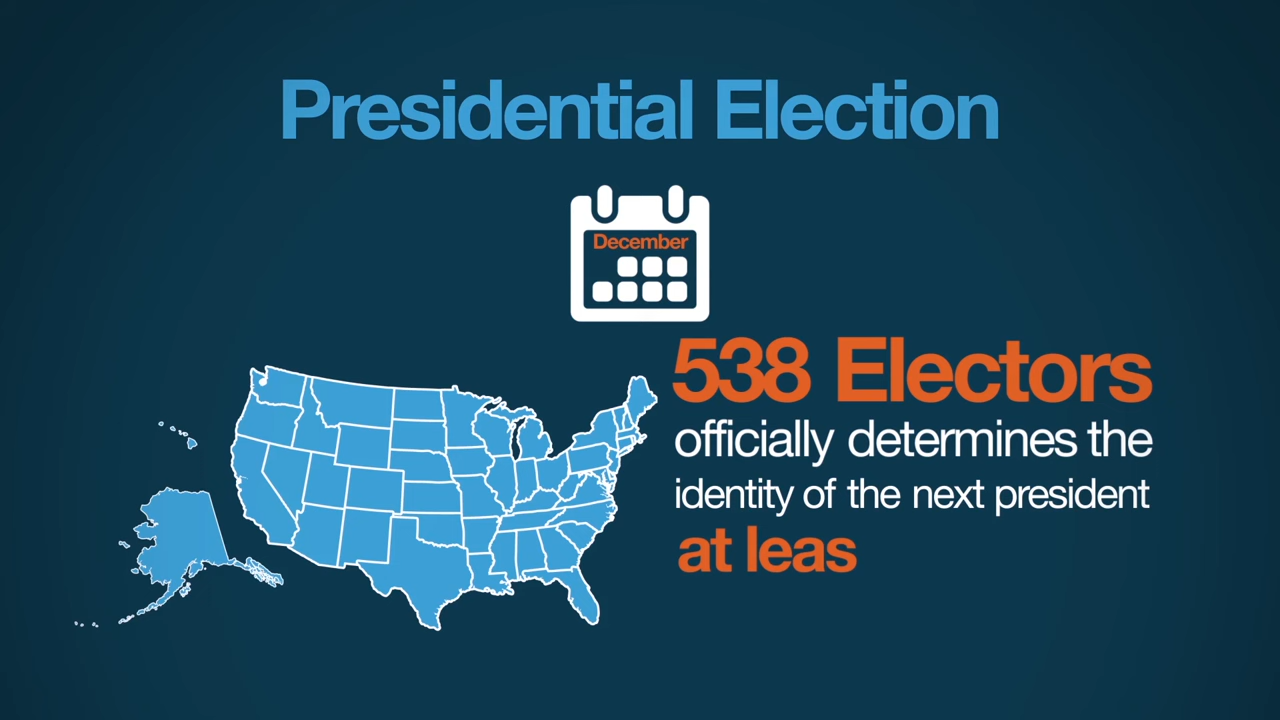 Presidential Election
December
538 Electors
officially determines the
identity of the next president
at leas